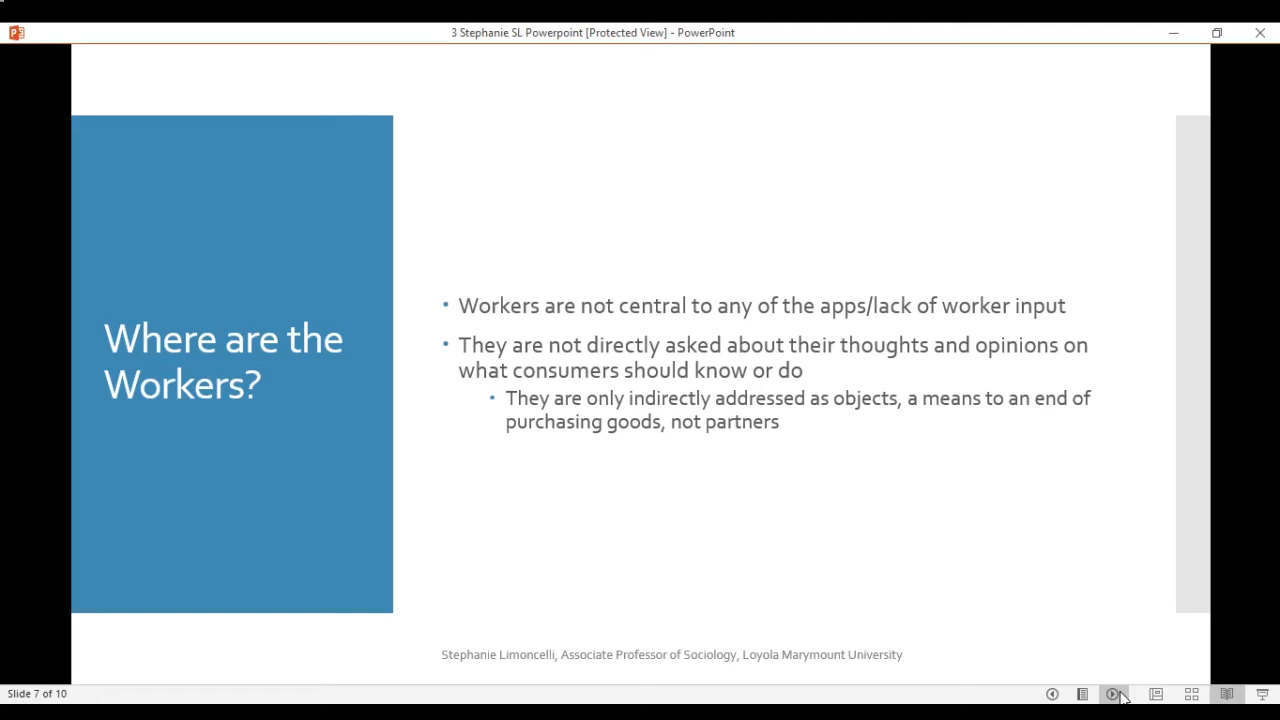 3 Stephanie SL Powerpoint [Protected View] - PowerPoint
Where are the
Workers?
• Workers are not central to any of the apps/lack of worker input
• They are not directly asked about their thoughts and opinions on
what consumers should know or do
• They are only indirectly addressed as objects, a means to an end of
purchasing goods, not partners
Stephanie Limoncelli, Associate Professor of Sociology, Loyola Marymount University
Slide 7 of 10